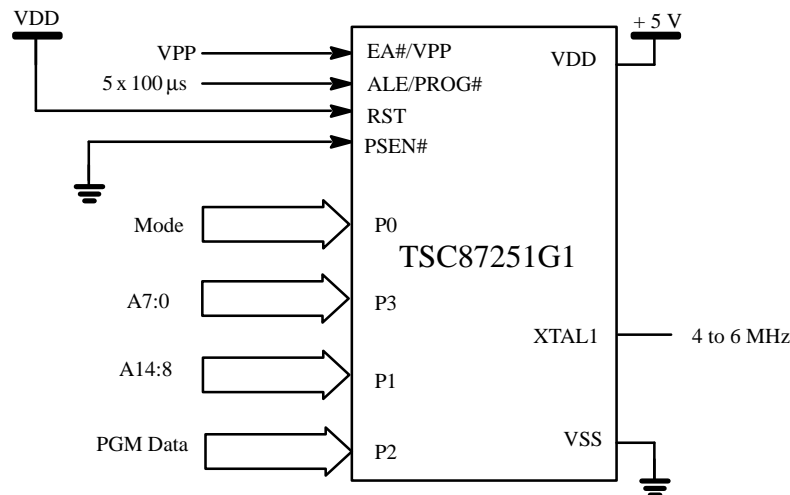 VDD
+ 5 V
VPP
EA#/VPP
VDD
5 x 100 μs
ALE/PROG#
RST
PSEN#
Mode
P0
TSC87251G1
A7:0
P3
XTAL1
4 to 6 MHz
A14:8
P1
PGM Data
P2
VSS